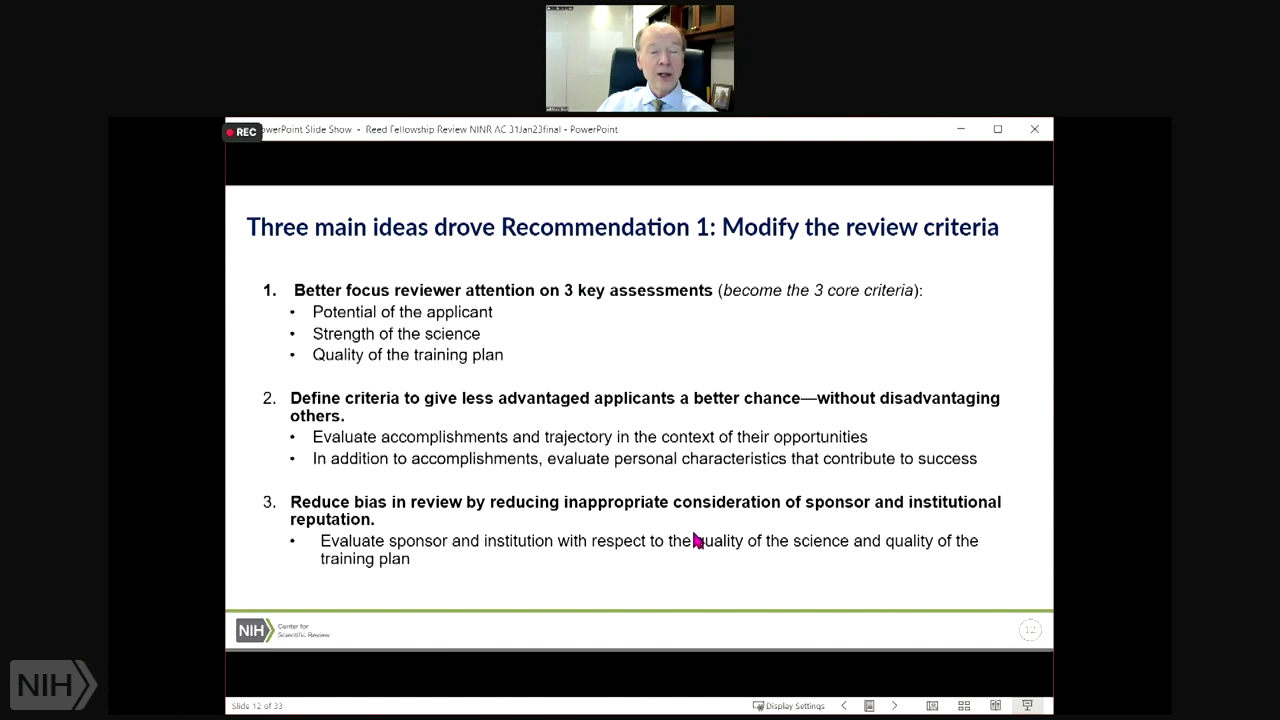 REC
owerPoint Slide Show - Reed Fellowship Review NINR AC 31Jan23final - PowerPoint
Three main ideas drove Recommendation 1: Modify the review criteria
1. Better focus reviewer attention on 3 key assessments (become the 3 core criteria):
• Potential of the applicant
• Strength of the science
• Quality of the training plan
2. Define criteria to give less advantaged applicants a better chance—without disadvantaging
others.
• Evaluate accomplishments and trajectory in the context of their opportunities
• In addition to accomplishments, evaluate personal characteristics that contribute to success
3. Reduce bias in review by reducing inappropriate consideration of sponsor and institutional
reputation.
• Evaluate sponsor and institution with respect to the quality of the science and quality of the
training plan
NIH
Center for
Scientific Review
12
NIH
Slide 12 of 33
Display Settings